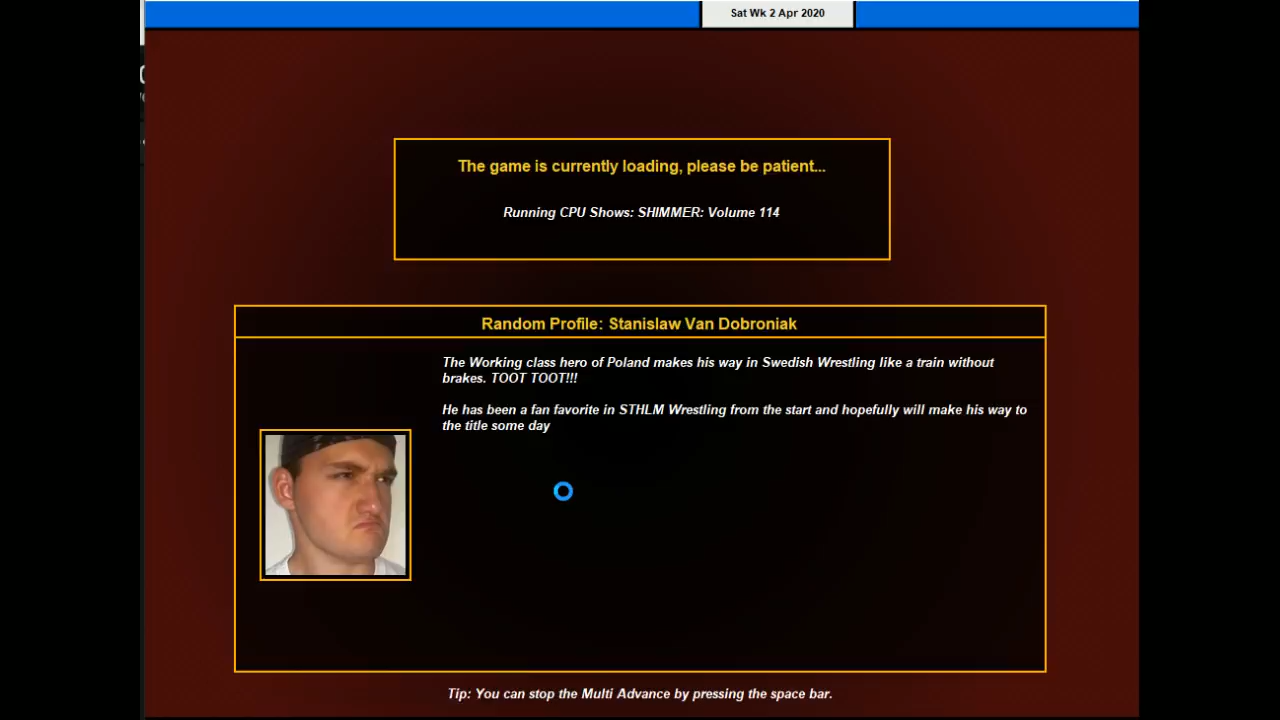 Sat Wk 2 Apr 2020
The game is currently loading, please be patient...
Running CPU Shows: SHIMMER: Volume 114
Random Profile: Stanislaw Van Dobroniak
The Working class hero of Poland makes his way in Swedish Wrestling like a train without
brakes. TOOT TOOT!!!
He has been a fan favorite in STHLM Wrestling from the start and hopefully will make his way to
the title some day
Tip: You can stop the Multi Advance by pressing the space bar.